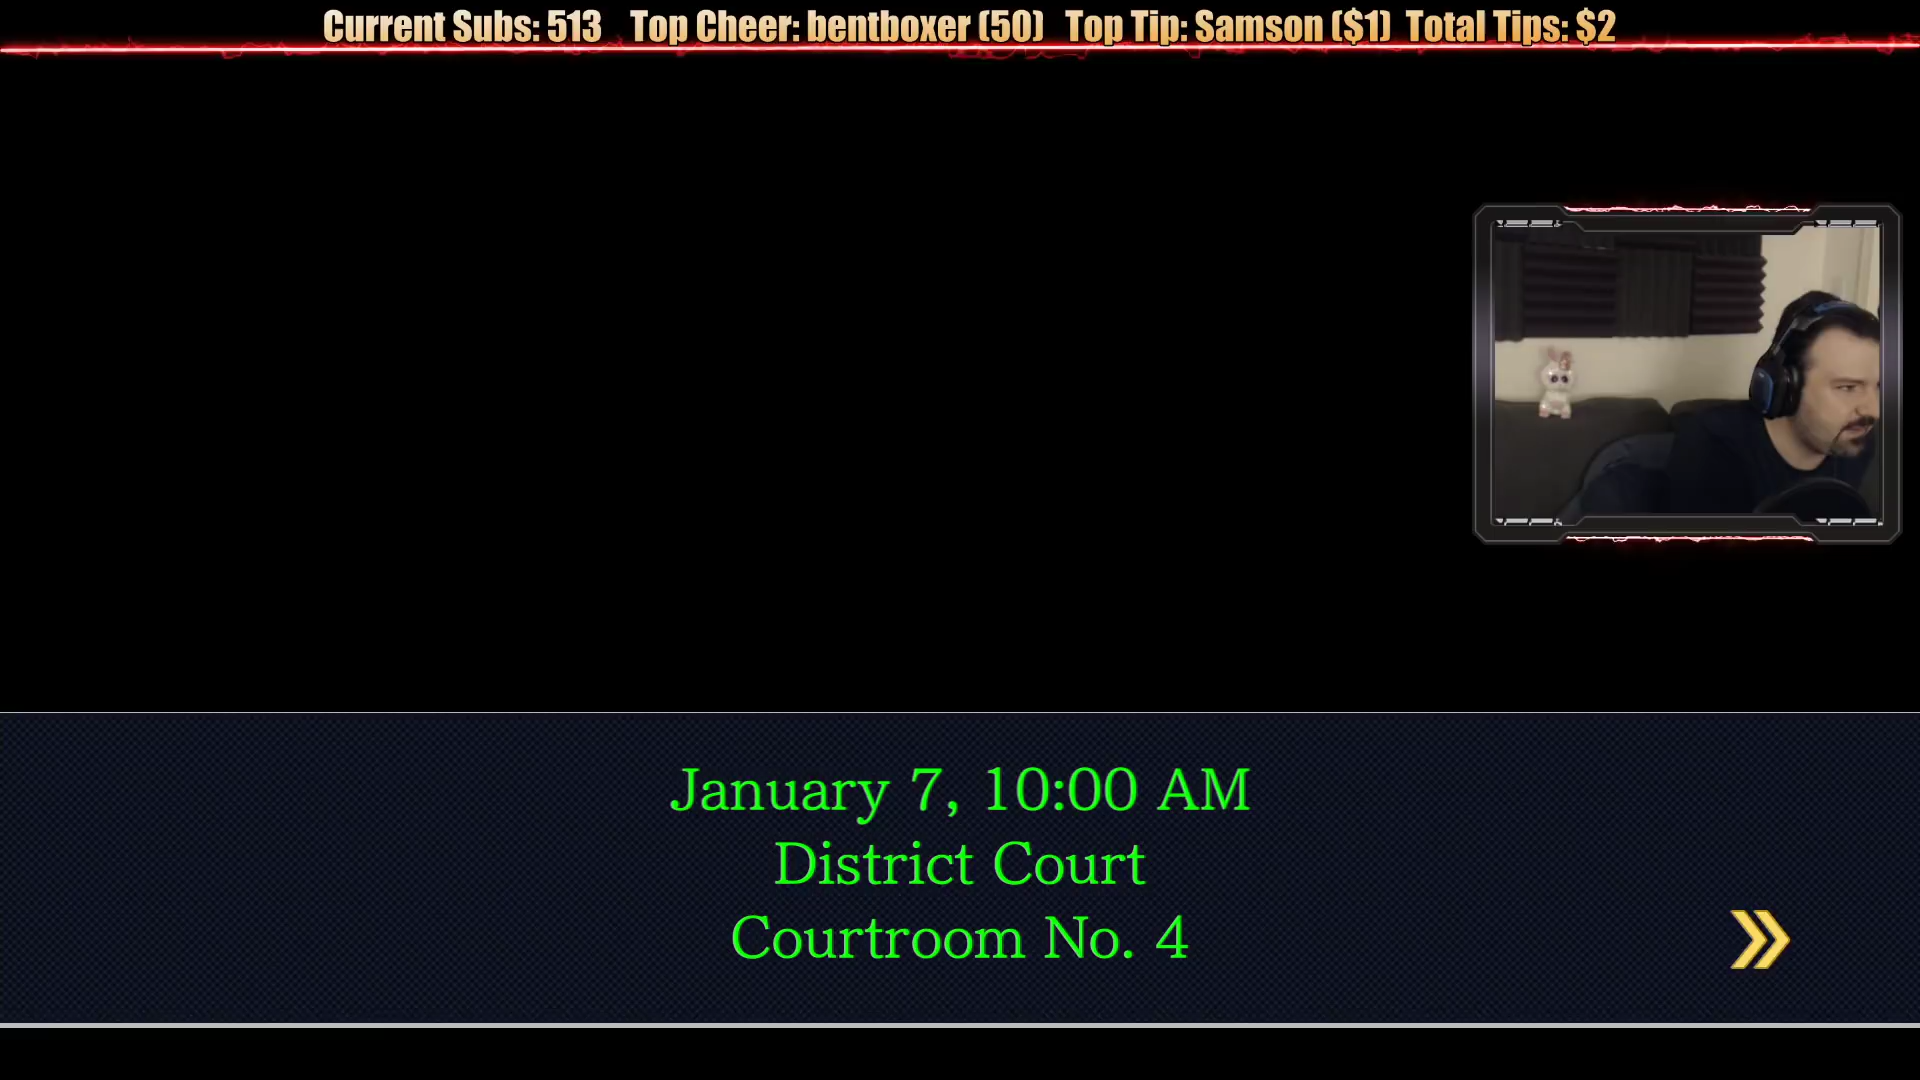 Current Subs: 513 Top Cheer: bentboxer (50) Top Tip: Samson ($1) Total Tips: $2
January 7, 10:00 AM
District Court
Courtroom No. 4